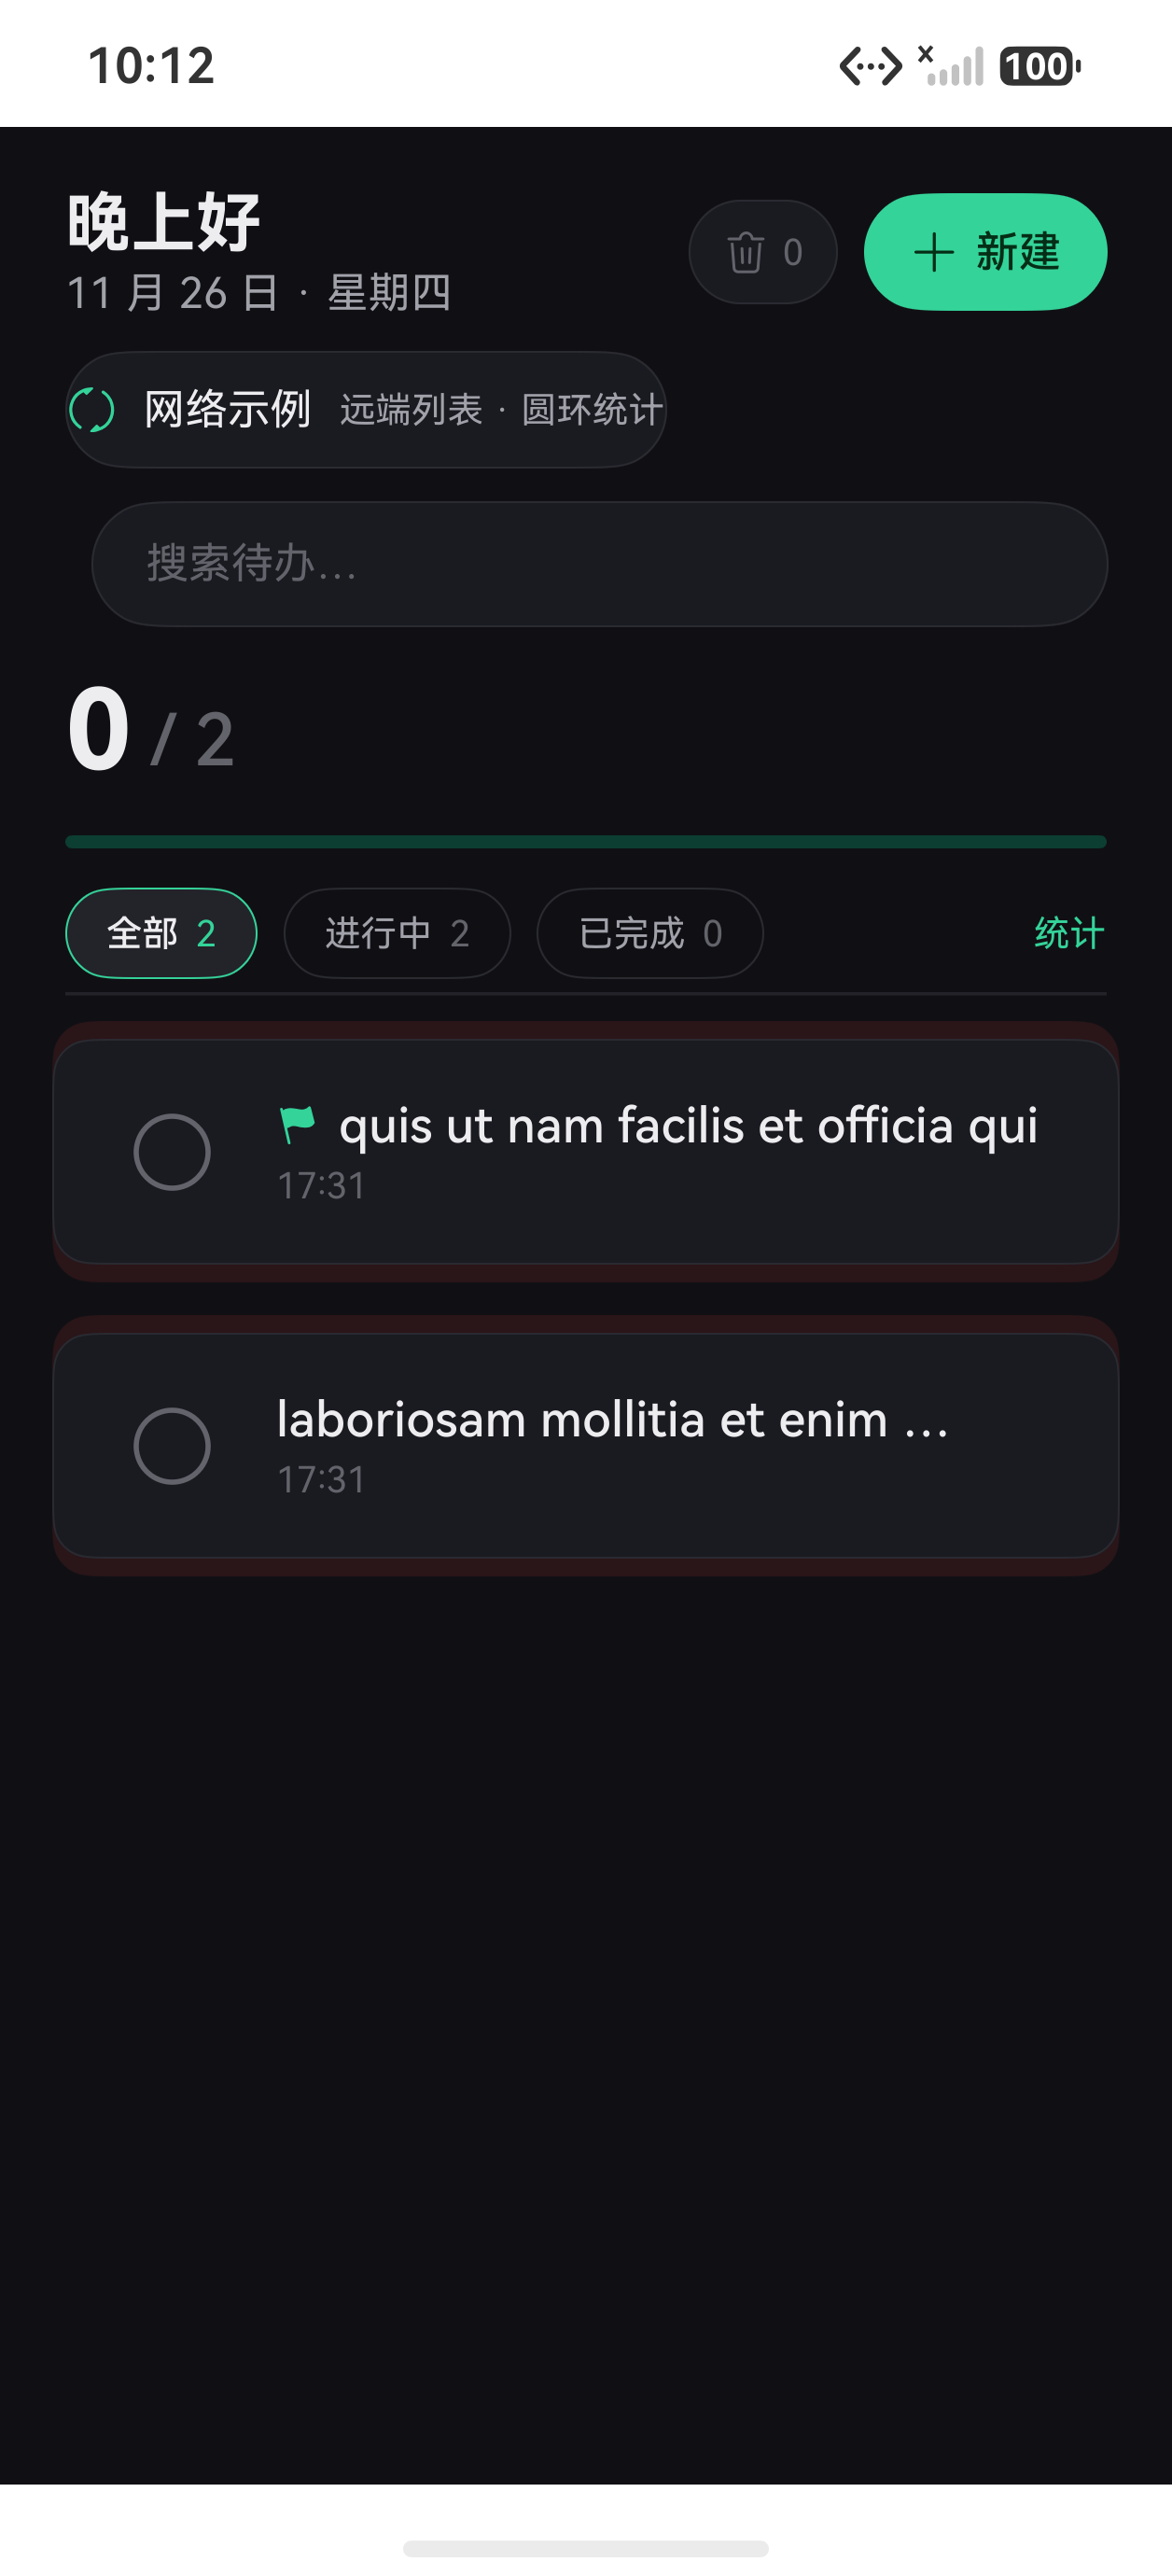 10:12
100
晚上好
11 月 26 日 · 星期四
0
新建
网络示例 远端列表 · 圆环统计
搜索待办…
0 / 2
全部 2 进行中 2 已完成 0 统计
quis ut nam facilis et officia qui
17:31
laboriosam mollitia et enim …
17:31